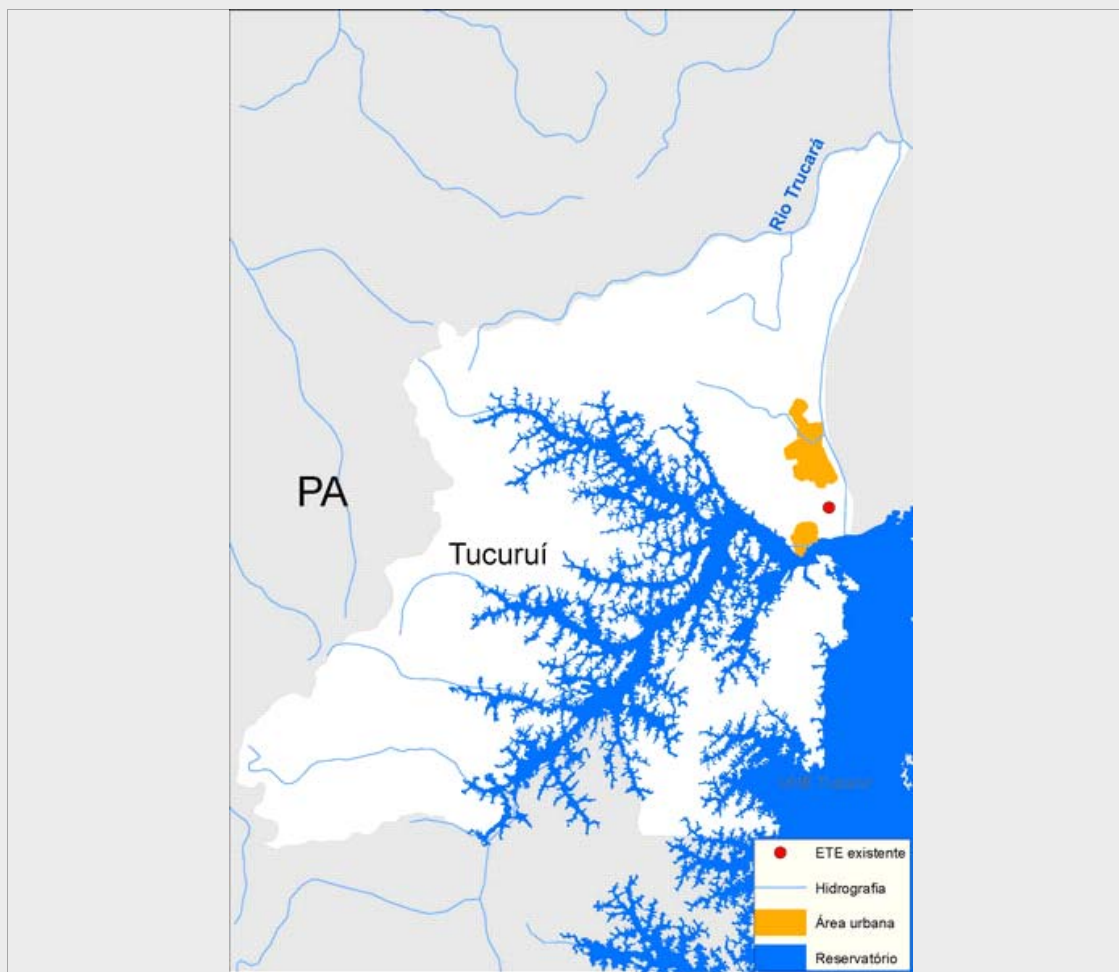 Rio Trucará
PA
Tucuruí
ETE existente
Hidrografia
Área urbana
Reservatório